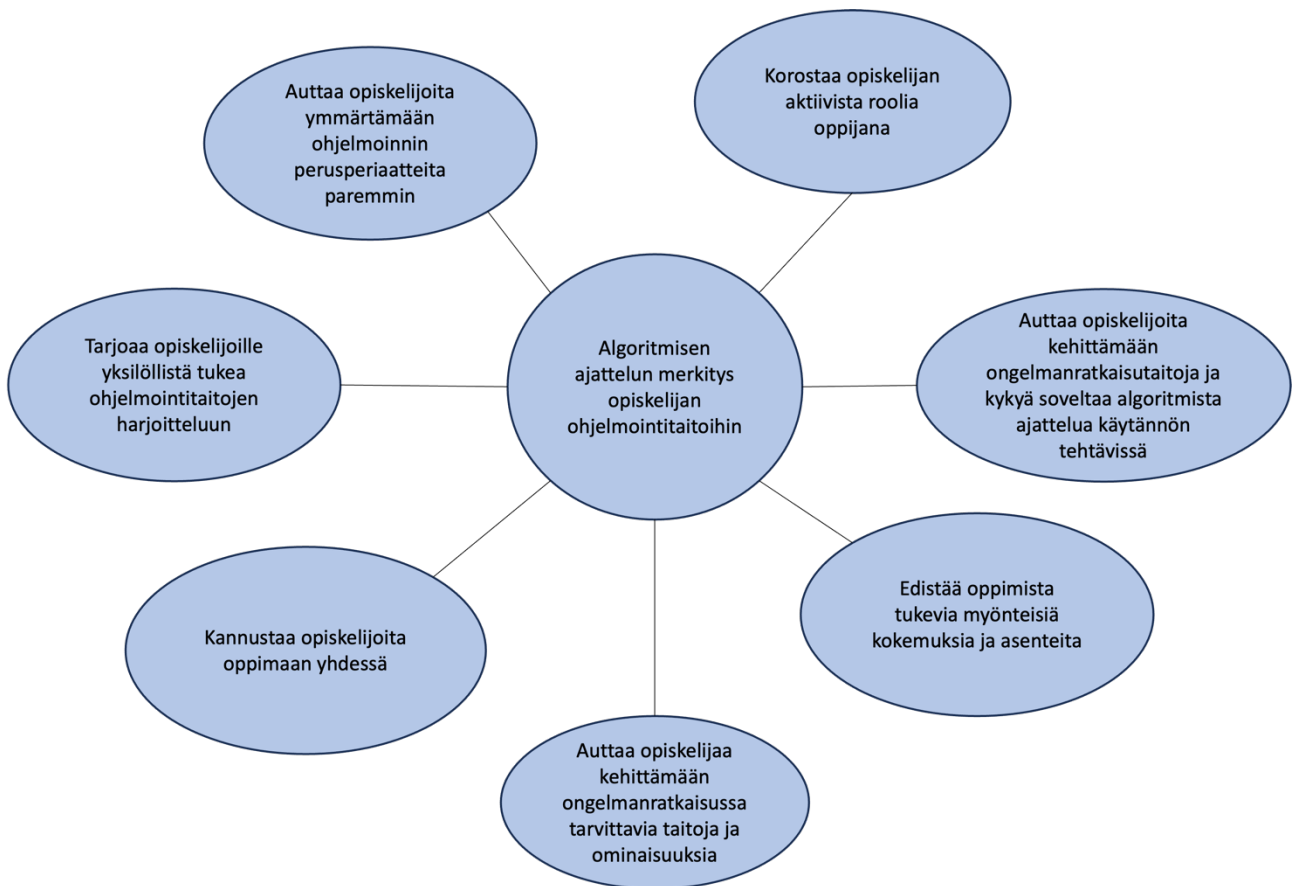 Auttaa opiskelijoita
ymmärtämään
ohjelmoinnin
perusperiaatteita
paremmin
Korostaa opiskelijan
aktiivista roolia
oppijana
Tarjoaa opiskelijoille
yksilöllistä tukea
ohjelmointitaitojen
harjoitteluun
Algoritmisen
ajattelun merkitys
opiskelijan
ohjelmointitaitoihin
Auttaa opiskelijoita
kehittämään
ongelmanratkaisutaitoja ja
kykyä soveltaa algoritmista
ajattelua käytännön
tehtävissä
Kannustaa opiskelijoita
oppimaan yhdessä
Edistää oppimista
tukevia myönteisiä
kokemuksia ja asenteita
Auttaa opiskelijaa
kehittämään
ongelmanratkaisussa
tarvittavia taitoja ja
ominaisuuksia